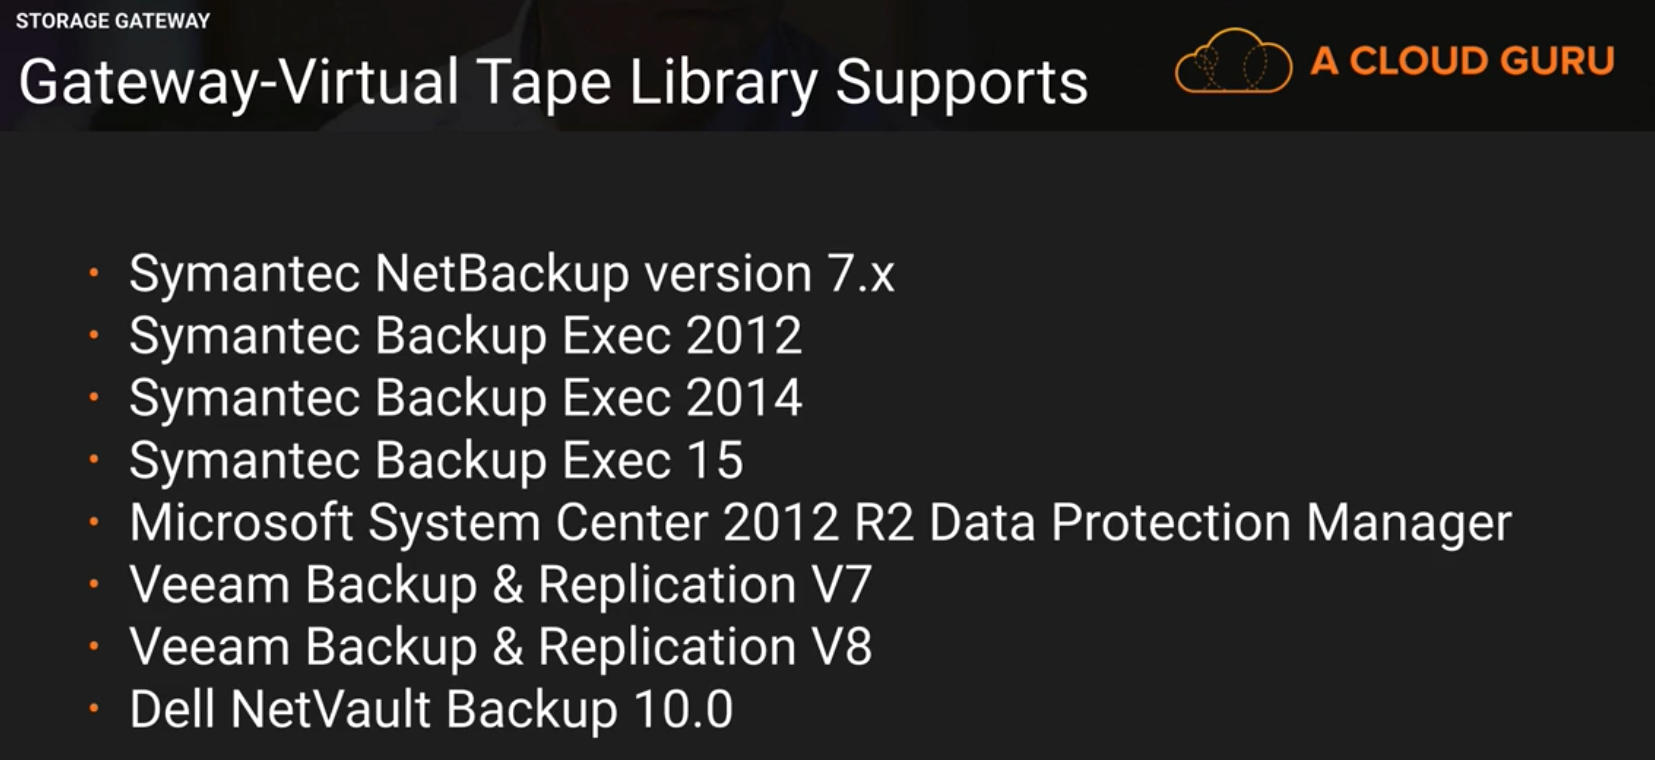 STORAGE GATEWAY
Gateway-Virtual Tape Library Supports
A CLOUD GURU
• Symantec NetBackup version 7.x
• Symantec Backup Exec 2012
• Symantec Backup Exec 2014
• Symantec Backup Exec 15
• Microsoft System Center 2012 R2 Data Protection Manager
• Veeam Backup & Replication V7
• Veeam Backup & Replication V8
• Dell NetVault Backup 10.0